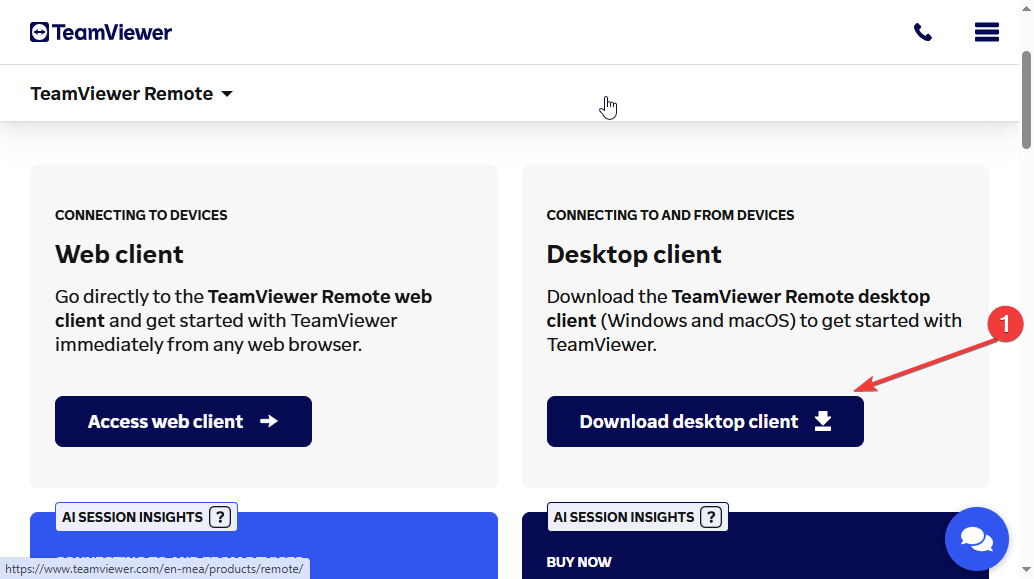 TeamViewer
TeamViewer Remote
CONNECTING TO DEVICES
Web client
Go directly to the TeamViewer Remote web
client and get started with TeamViewer
immediately from any web browser.
Access web client
CONNECTING TO AND FROM DEVICES
Desktop client
Download the TeamViewer Remote desktop
client (Windows and macOS) to get started with
TeamViewer.
1
Download desktop client
AI SESSION INSIGHTS ?
AI SESSION INSIGHTS ?
BUY NOW
https://www.teamviewer.com/en-mea/products/remote/